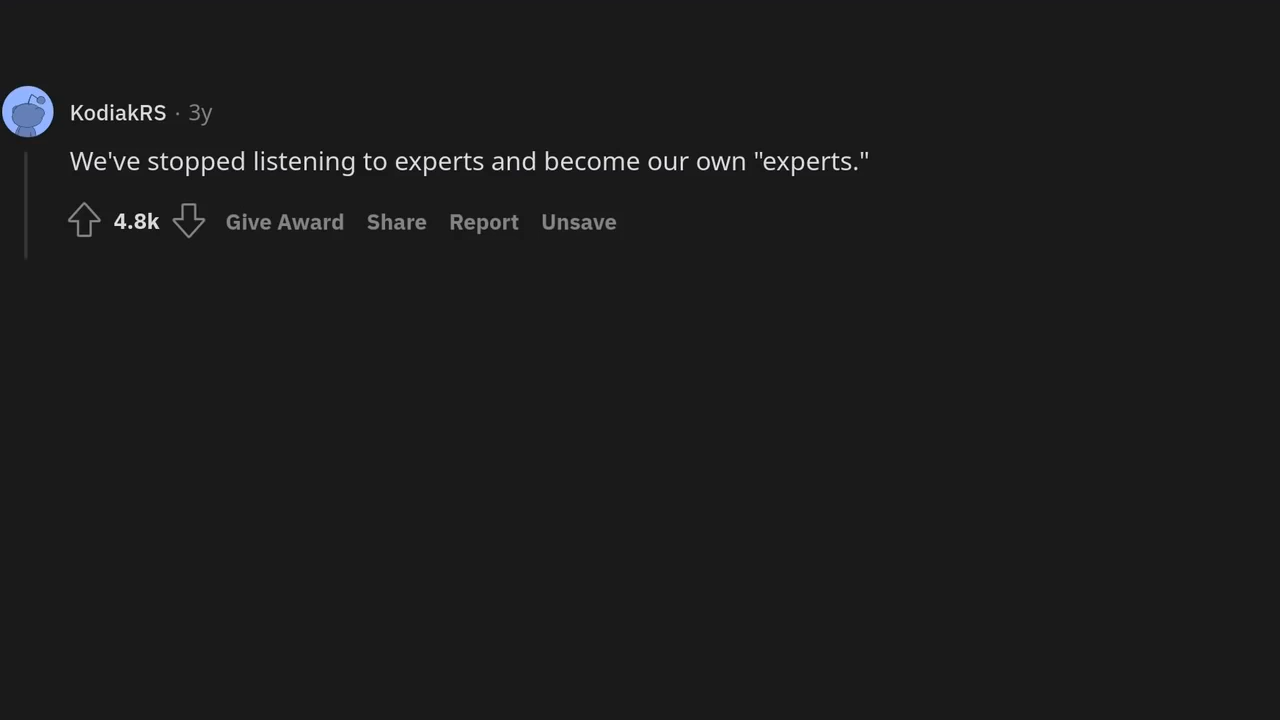 KodiakRS · 3y
We've stopped listening to experts and become our own "experts."
4.8k Give Award Share Report Unsave